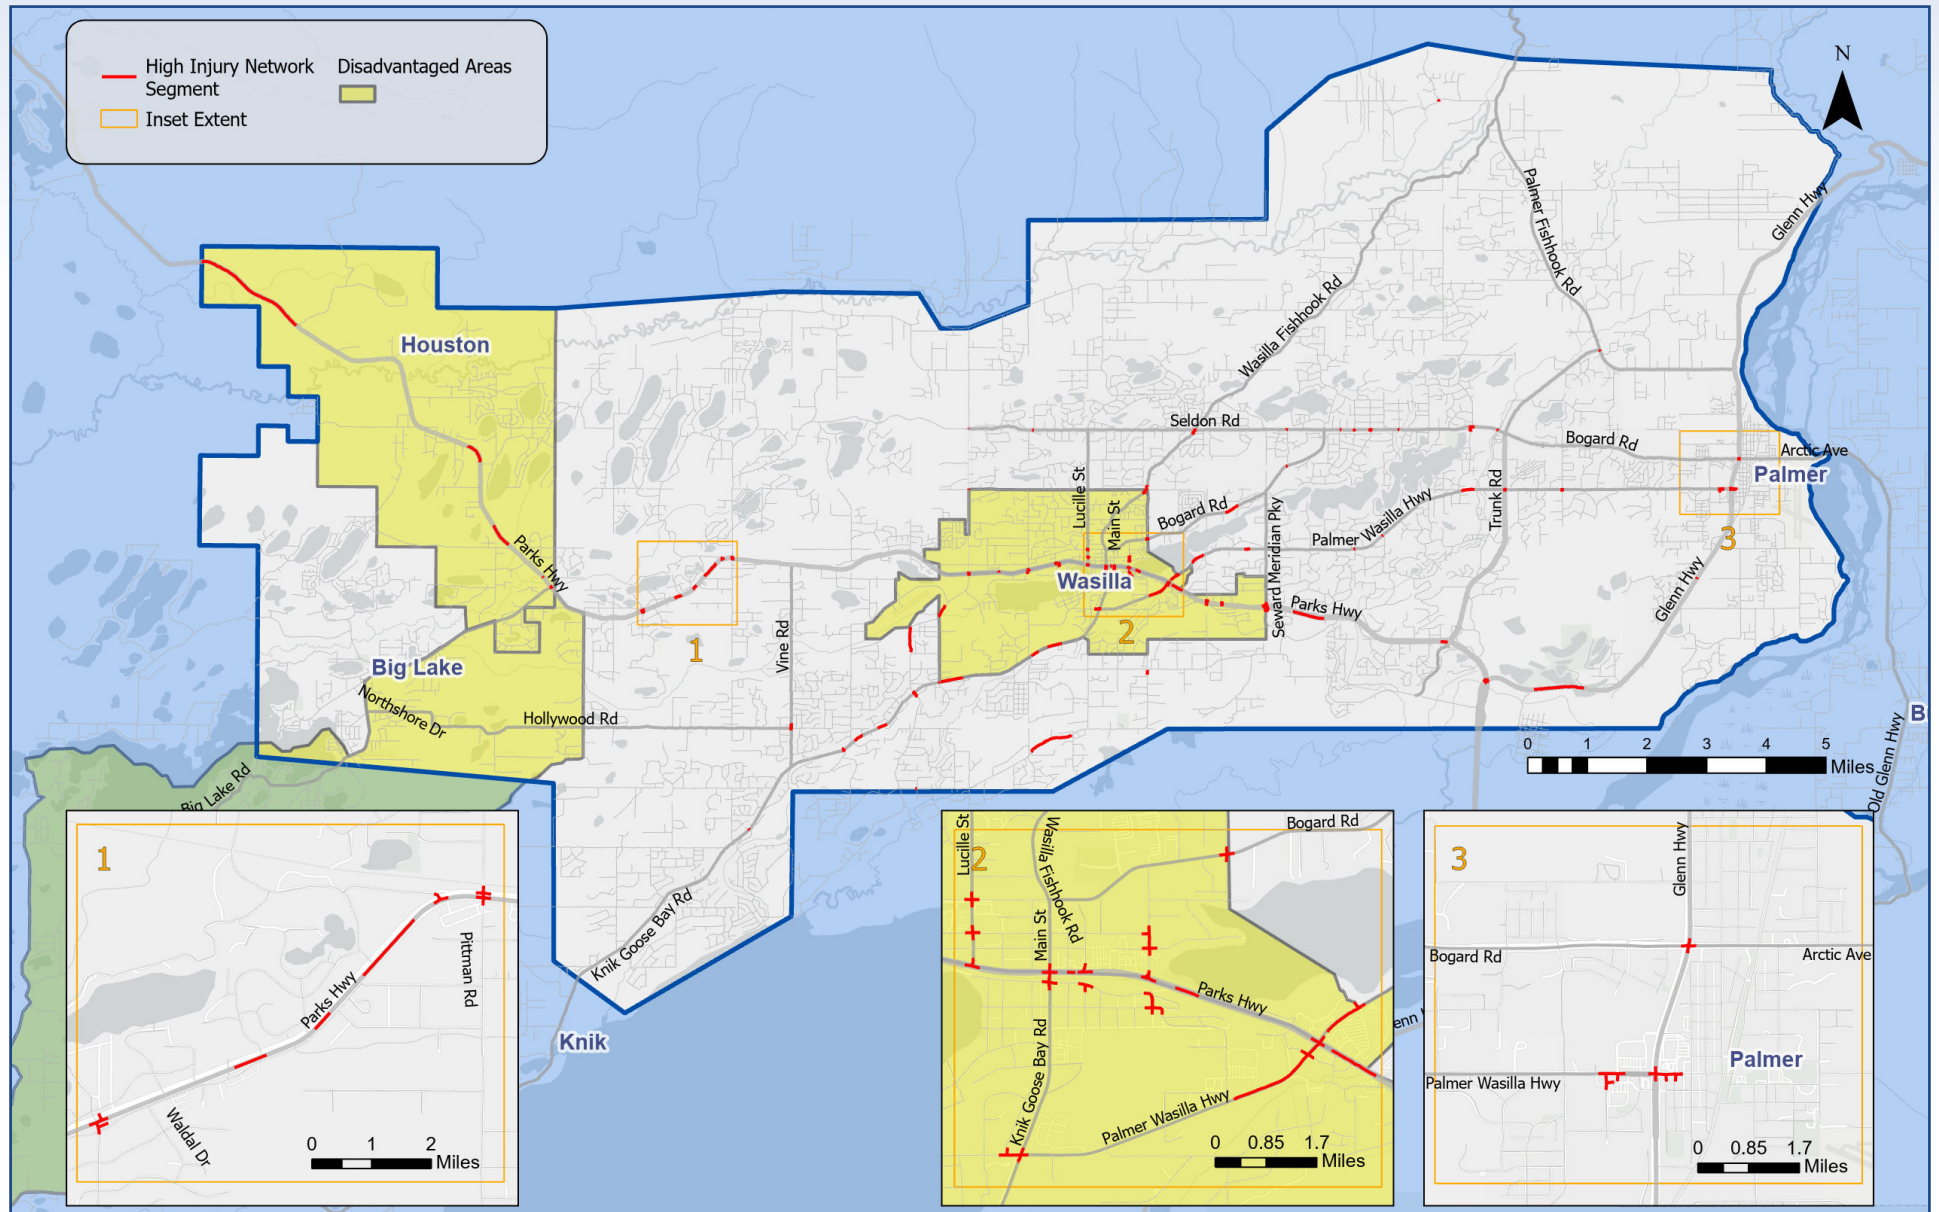 High Injury Network
Segment
Disadvantaged Areas
Inset Extent
N
Glenn Hwy
Palmer Fishhook Rd
Wasilla Fishhook Rd
Houston
Seldon Rd
Bogard Rd
Arctic Ave
Palmer
Lucille St
Main St
Bogard Rd
Seward Meridian Pky
Palmer Wasilla Hwy
Trunk Rd
3
Parks Hwy
Wasilla
Parks Hwy
Glenn Hwy
2
1
Vine Rd
Big Lake
Northshore Dr
Hollywood Rd
B
Old Glenn Hwy
0 1 2 3 4 5
Miles
Big Lake Rd
Knik Goose Bay Rd
Knik
1
Parks Hwy
Pittman Rd
Waldal Dr
0 1 2
Miles
2
Lucille St
Wasilla Fishhook Rd
Bogard Rd
Main St
Parks Hwy
Knik Goose Bay Rd
Palmer Wasilla Hwy
0 0.85 1.7
Miles
enn
3
Glenn Hwy
Bogard Rd
Arctic Ave
Palmer
Palmer Wasilla Hwy
0 0.85 1.7
Miles